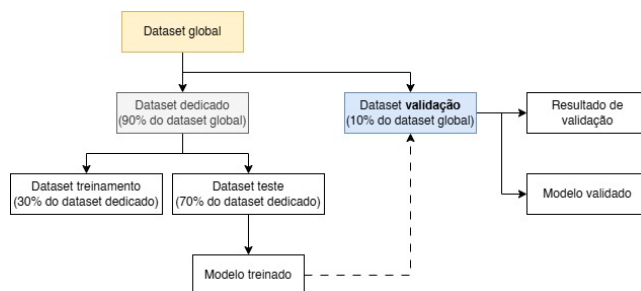 Dataset global
Dataset dedicado
(90% do dataset global)
Dataset validação
(10% do dataset global)
Resultado de
validação
Dataset treinamento
(30% do dataset dedicado)
Dataset teste
(70% do dataset dedicado)
Modelo validado
Modelo treinado